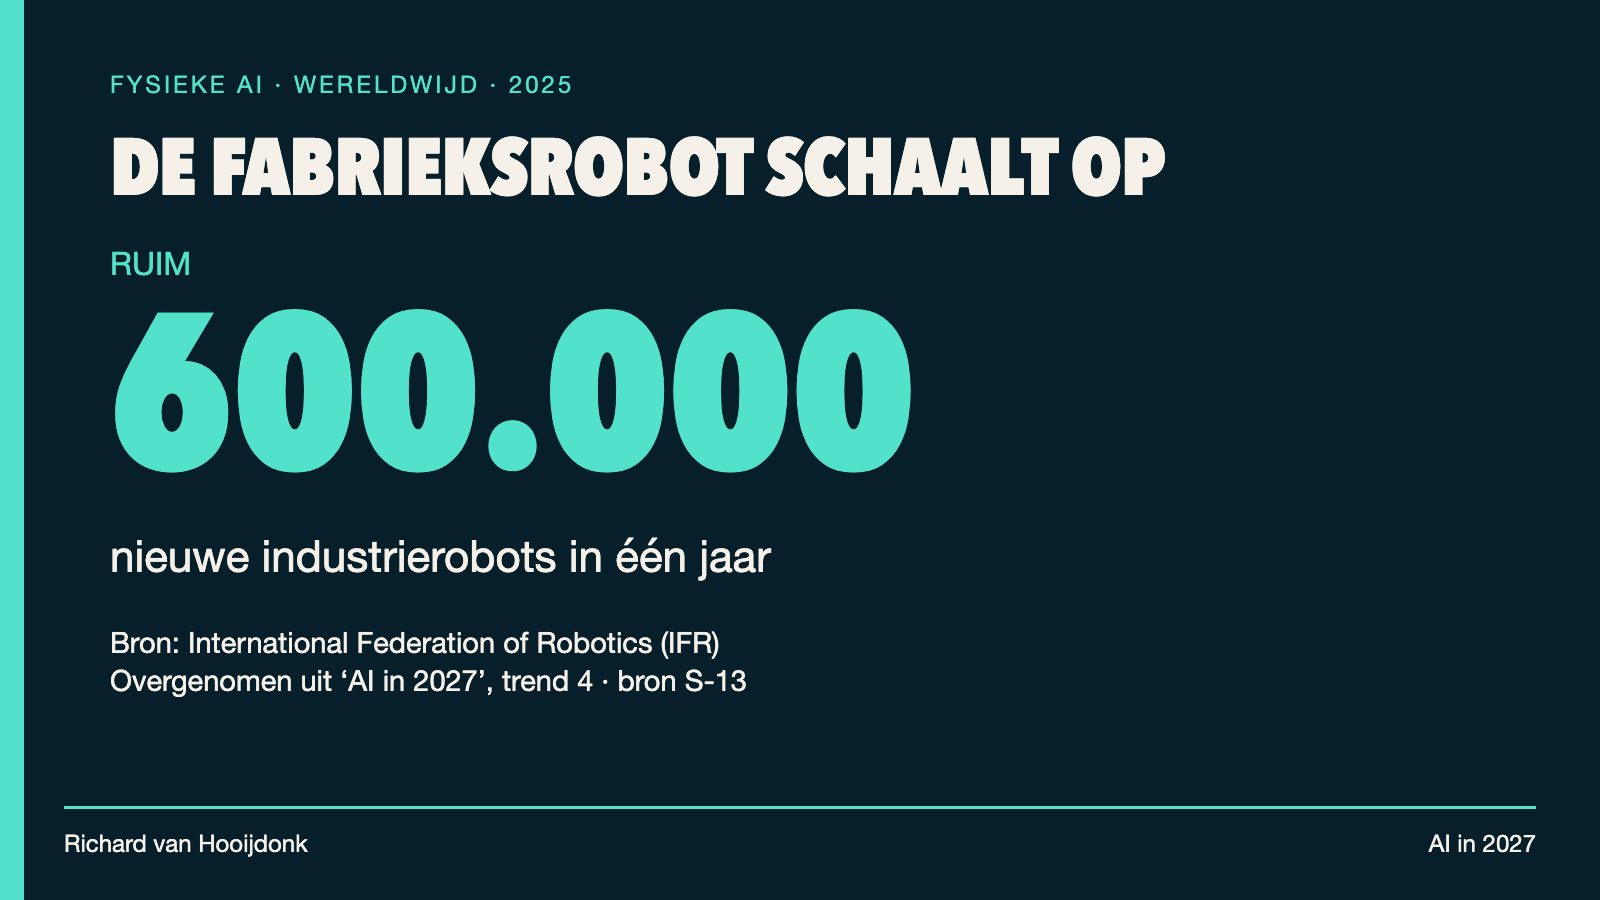 FYSIEKE AI · WERELDWIJD · 2025
DE FABRIEKSROBOT SCHAALT OP
RUIM
600.000
nieuwe industrierobots in één jaar
Bron: International Federation of Robotics (IFR)
Overgenomen uit ‘AI in 2027’, trend 4 · bron S-13
Richard van Hooijdonk
AI in 2027